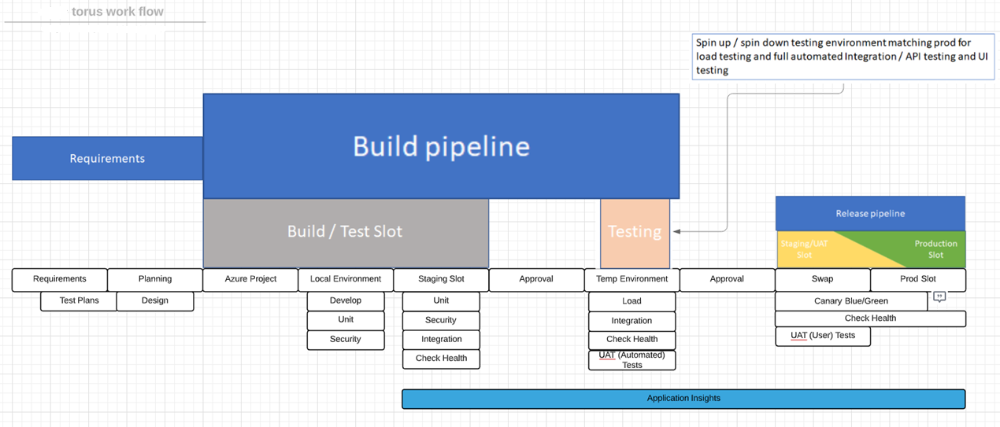 torus work flow
Spin up / spin down testing environment matching prod for
load testing and full automated Integration / API testing and UI
testing
Build pipeline
Requirements
Release pipeline
Build / Test Slot
Testing
Staging/UAT
Slot
Production
Slot
Requirements
Planning
Azure Project
Local Environment
Staging Slot
Approval
Temp Environment
Approval
Swap
Prod Slot
Test Plans
Design
Develop
Unit
Load
Canary Blue/Green
Unit
Security
Integration
Check Health
Security
Integration
Check Health
UAT (User) Tests
Check Health
UAT (Automated)
Tests
Application Insights